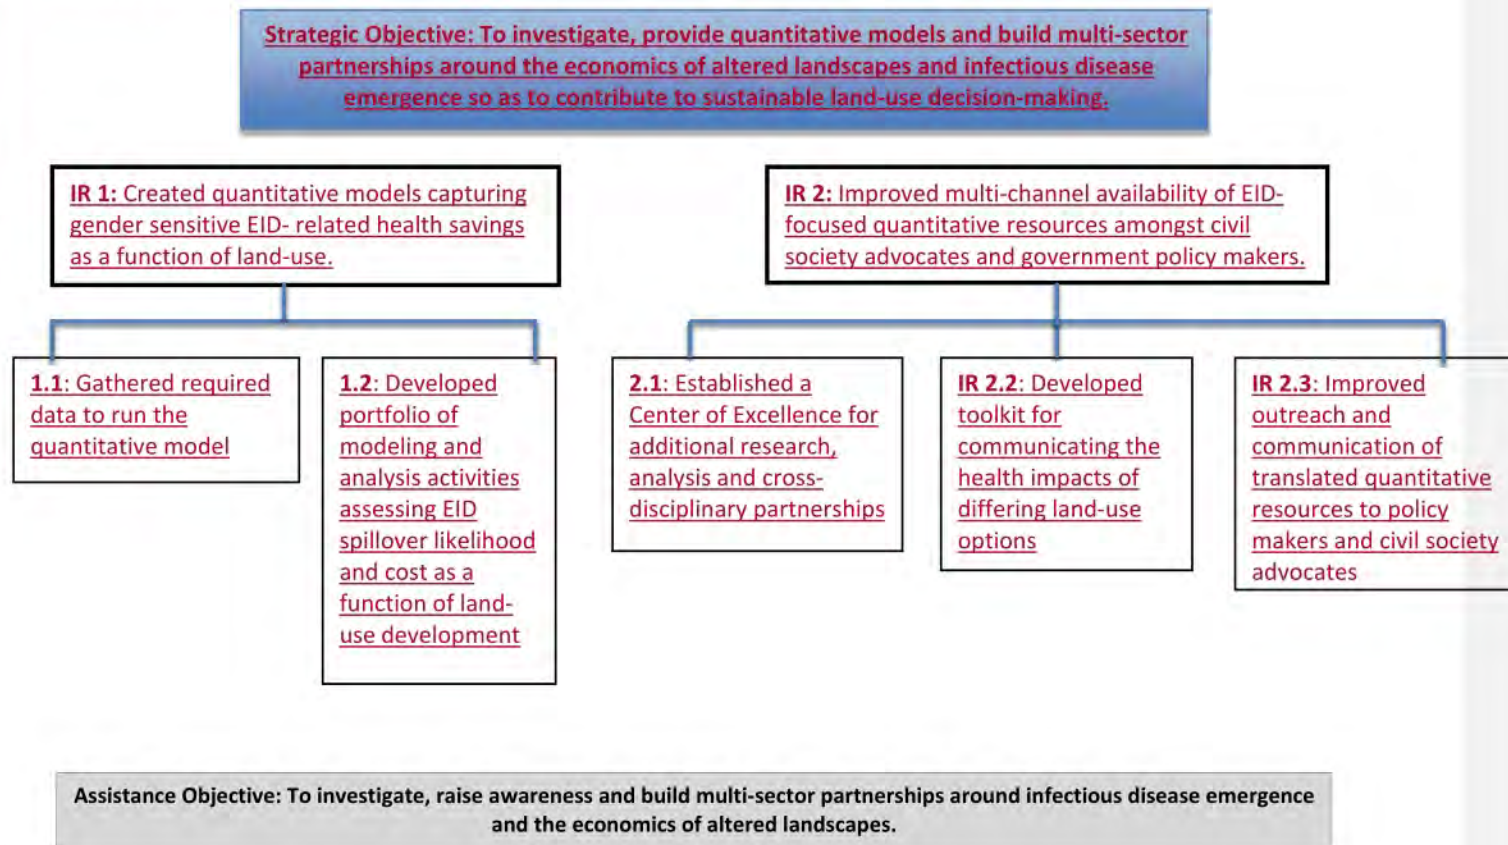 Strategic Objective: To investigate, provide quantitative models and build multi-sector
partnerships around the economics of altered landscapes and infectious disease
emergence so as to contribute to sustainable land-use decision-making.
IR 1: Created quantitative models capturing
gender sensitive EID- related health savings
as a function of land-use.
IR 2: Improved multi-channel availability of EID-
focused quantitative resources amongst civil
society advocates and government policy makers.
1.1: Gathered required
data to run the
quantitative model
1.2: Developed
portfolio of
modeling and
analysis activities
assessing EID
spillover likelihood
and cost as a
function of land-
use development
2.1: Established a
Center of Excellence for
additional research,
analysis and cross-
disciplinary partnerships
IR 2.2: Developed
toolkit for
communicating the
health impacts of
differing land-use
options
IR 2.3: Improved
outreach and
communication of
translated quantitative
resources to policy
makers and civil society
advocates
Assistance Objective: To investigate, raise awareness and build multi-sector partnerships around infectious disease emergence
and the economics of altered landscapes.